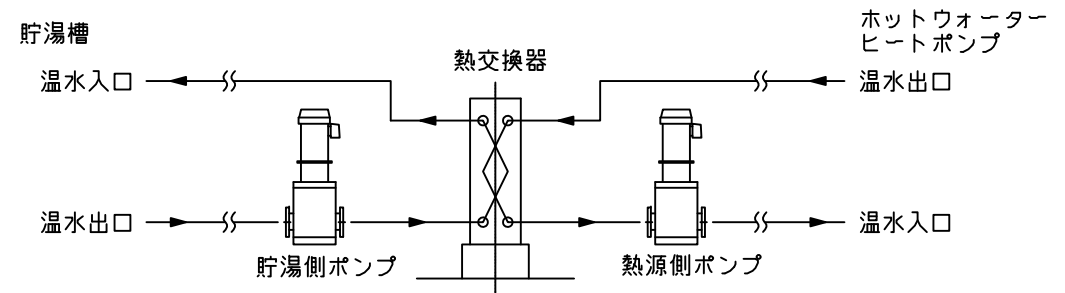 貯湯槽
ホットウォーター
ヒートポンプ
熱交換器
温水入口
温水出口
温水出口
温水入口
貯湯側ポンプ
熱源側ポンプ